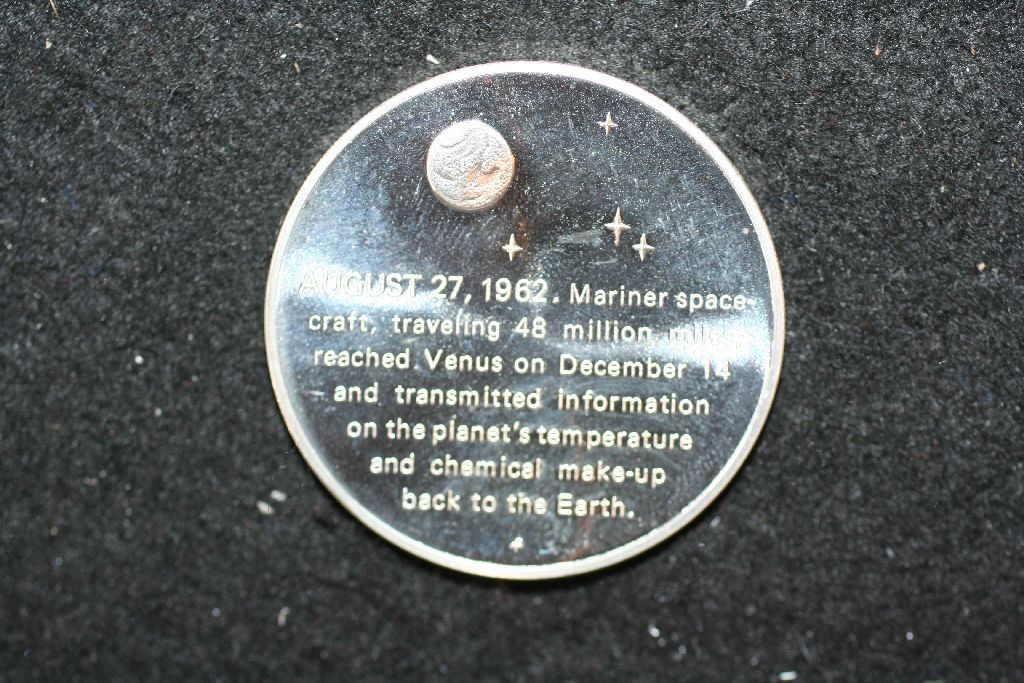 AUGUST 27, 1962. Mariner space-
craft, traveling 48 million miles
reached Venus on December 14
and transmitted information
on the planet's temperature
and chemical make-up
back to the Earth.